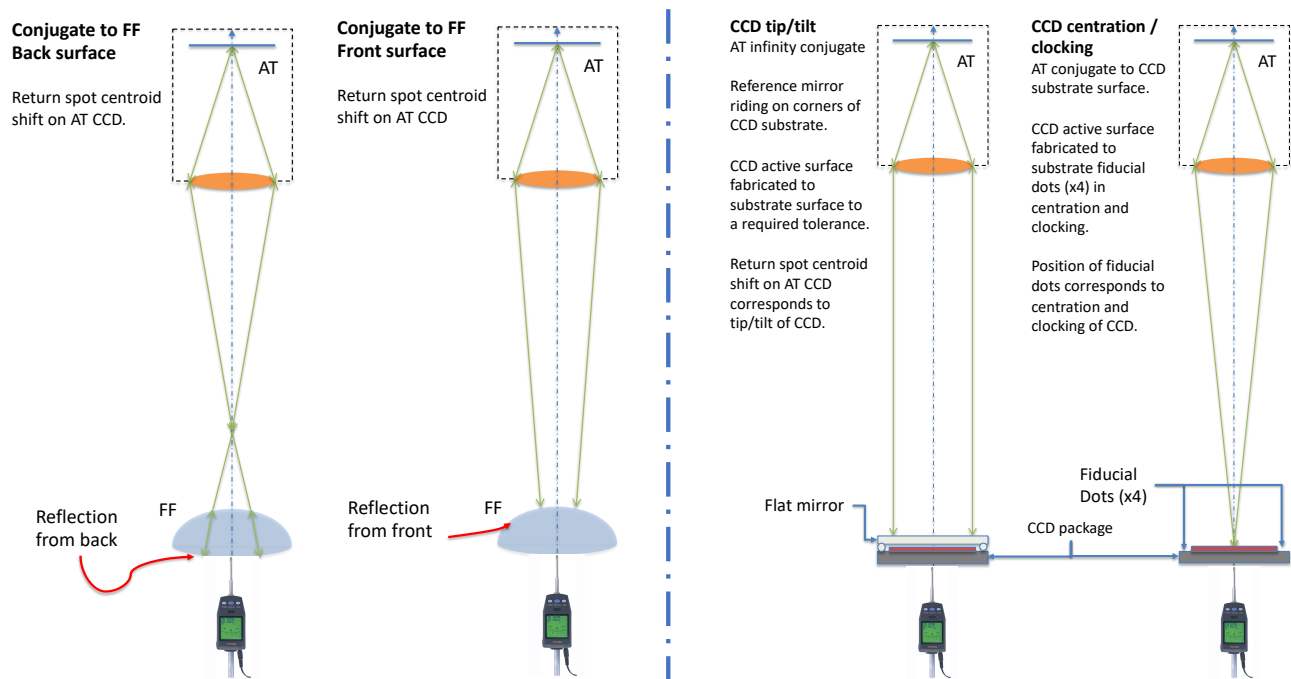 Conjugate to FF
Back surface
Return spot centroid
shift on AT CCD.
AT
FF
Reflection
from back
Conjugate to FF
Front surface
Return spot centroid
shift on AT CCD
AT
Reflection
from front
FF
CCD tip/tilt
AT infinity conjugate
Reference mirror
riding on corners of
CCD substrate.
CCD active surface
fabricated to
substrate surface to
a required tolerance.
Return spot centroid
shift on AT CCD
corresponds to
tip/tilt of CCD.
AT
Flat mirror
CCD package
CCD centration /
clocking
AT conjugate to CCD
substrate surface.
CCD active surface
fabricated to
substrate fiducial
dots (x4) in
centration and
clocking.
Position of fiducial
dots corresponds to
centration and
clocking of CCD.
AT
Fiducial
Dots (x4)